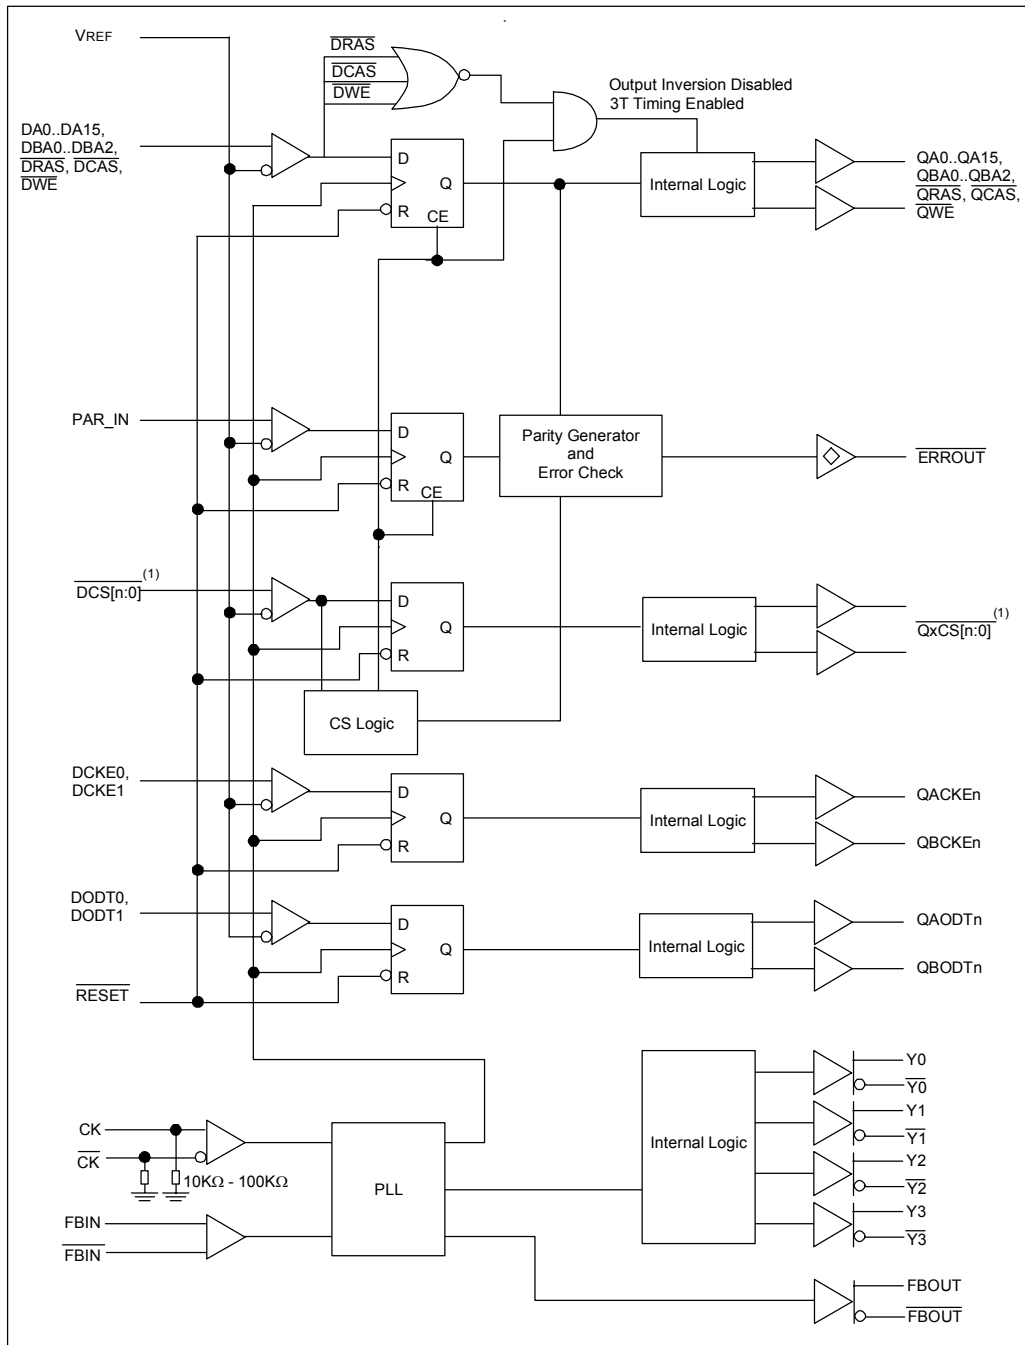 VREF
DRAS
DCAS
DWE
Output Inversion Disabled
3T Timing Enabled
DA0..DA15,
DBA0..DBA2,
DRAS, DCAS,
DWE
D
Q
R
CE
Internal Logic
QA0..QA15,
QBA0..QBA2,
QRAS, QCAS,
QWE
PAR_IN
D
Q
R
CE
Parity Generator
and
Error Check
ERROUT
DCS[n:0](1)
D
Q
R
Internal Logic
QxCS[n:0](1)
CS Logic
DCKE0,
DCKE1
D
Q
R
Internal Logic
QACKEn
QBCKEn
DODT0,
DODT1
D
Q
R
Internal Logic
QAODTn
QBODTn
RESET
CK
CK
10KΩ - 100KΩ
FBIN
FBIN
PLL
Internal Logic
Y0
Y0
Y1
Y1
Y2
Y2
Y3
Y3
FBOUT
FBOUT